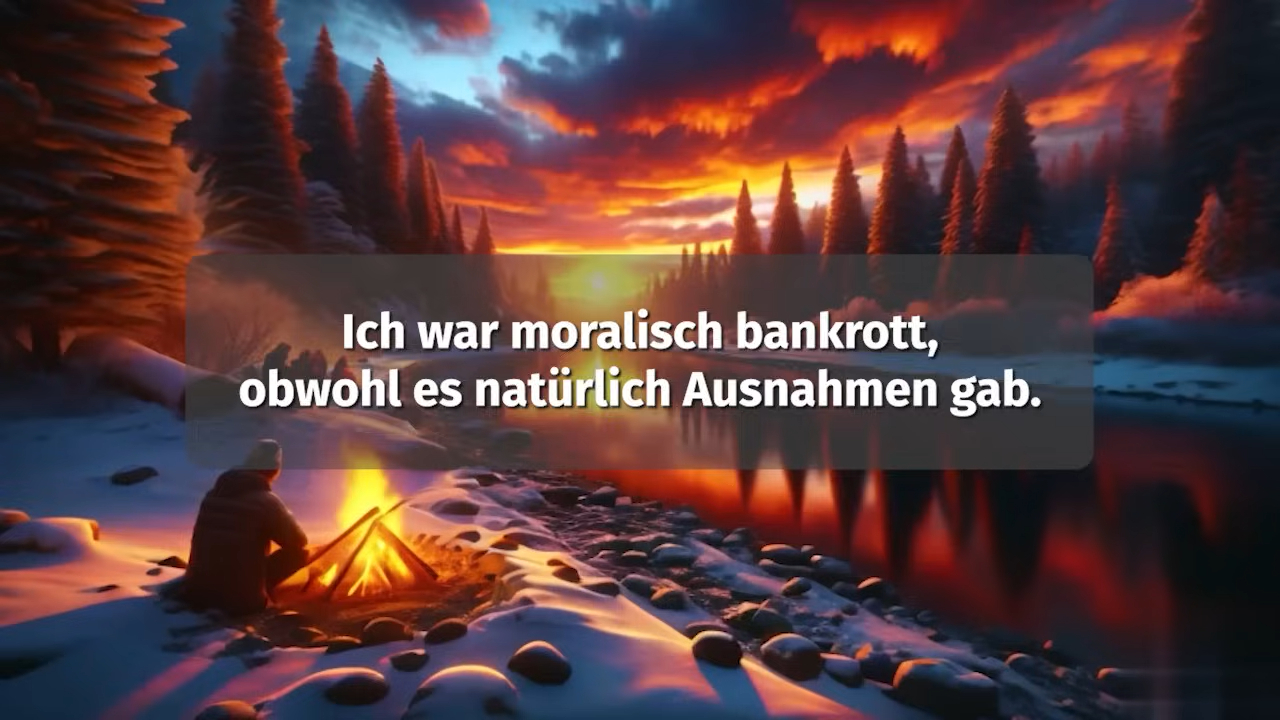 Ich war moralisch bankrott,
obwohl es natürlich Ausnahmen gab.